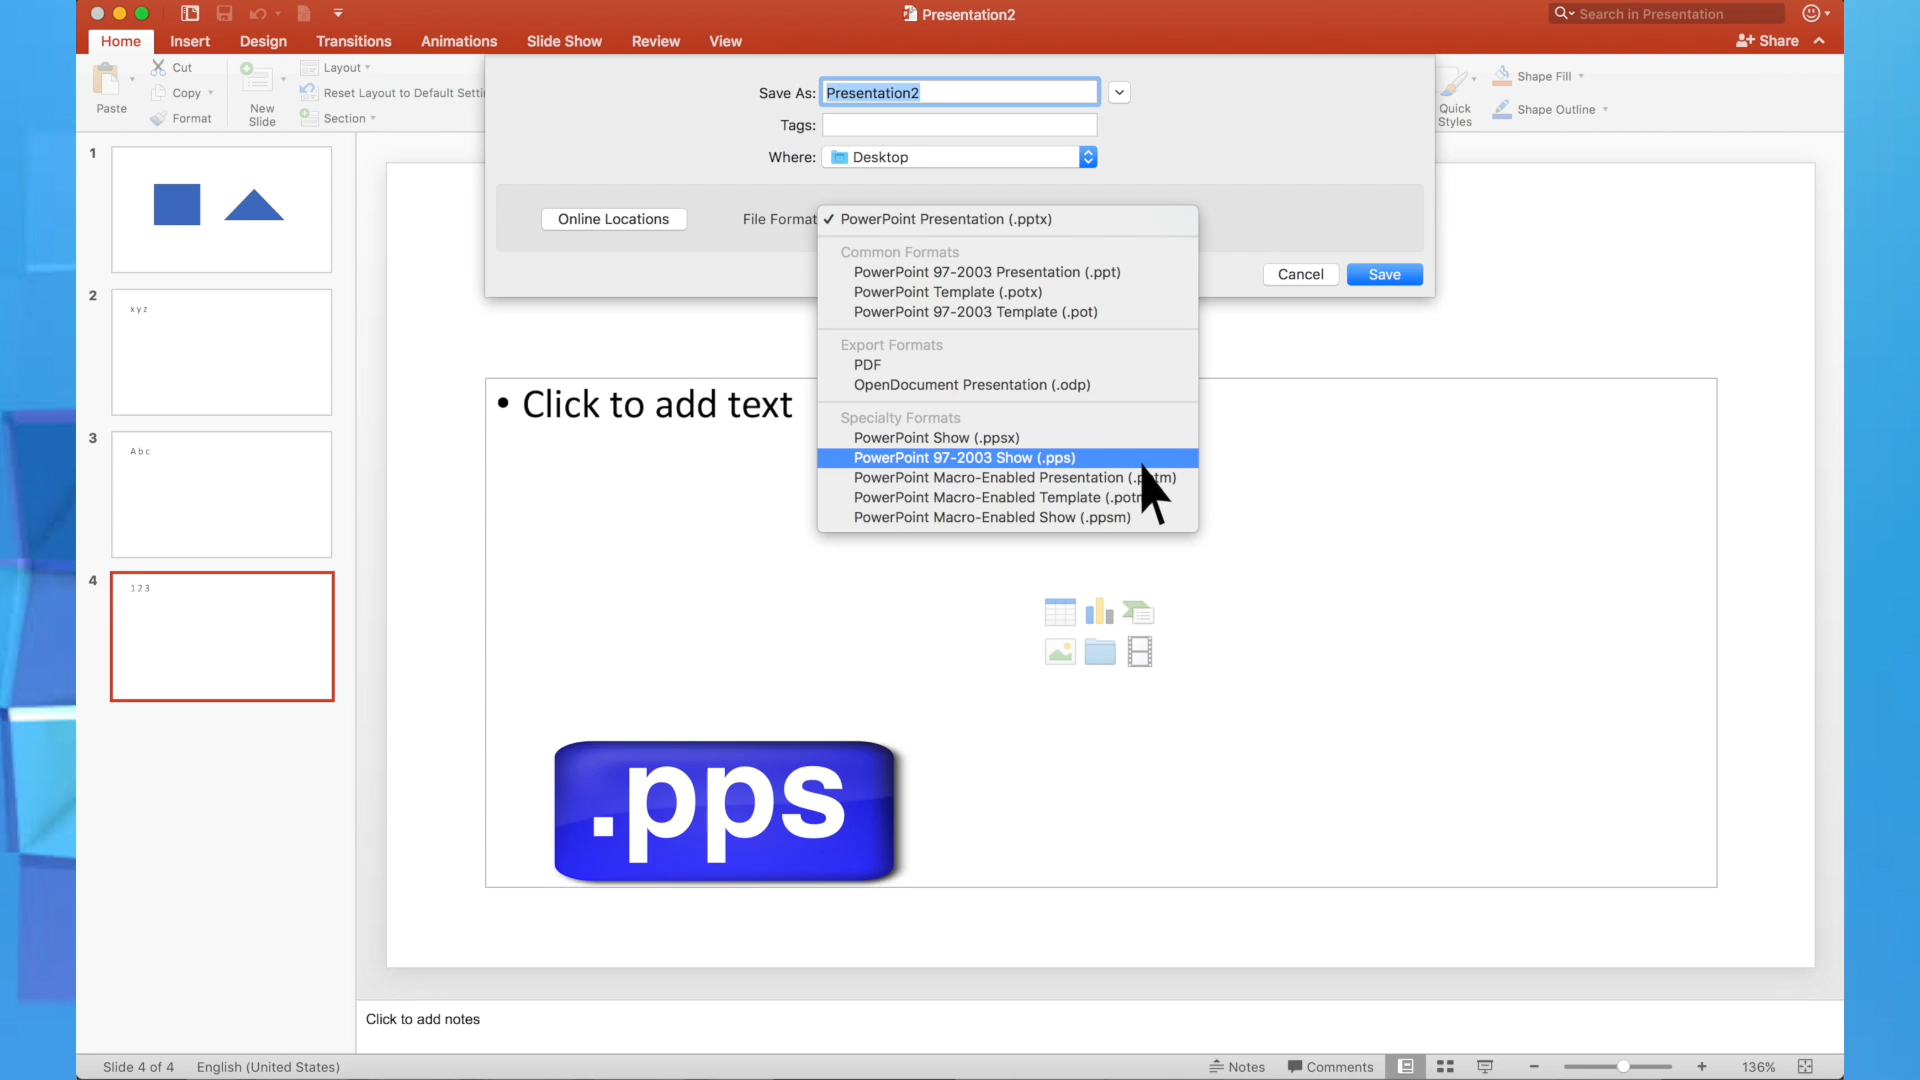 Presentation2
Search in Presentation
Home
Insert
Design
Transitions
Animations
Slide Show
Review
View
Share
Paste
Cut
Copy
Format
New
Slide
Layout
Reset Layout to Default Setti
Section
Quick
Styles
Shape Fill
Shape Outline
Save As: Presentation2
Tags:
Where: Desktop
Online Locations
File Format
✓ PowerPoint Presentation (.pptx)
Common Formats
PowerPoint 97-2003 Presentation (.ppt)
PowerPoint Template (.potx)
PowerPoint 97-2003 Template (.pot)
Export Formats
PDF
OpenDocument Presentation (.odp)
Specialty Formats
PowerPoint Show (.ppsx)
PowerPoint 97-2003 Show (.pps)
PowerPoint Macro-Enabled Presentation
PowerPoint Macro-Enabled Template
PowerPoint Macro-Enabled Show (.ppsm)
Cancel
Save
1
2
x y z
3
A b c
4
1 2 3
• Click to add text
.pps
Click to add notes
Slide 4 of 4
English (United States)
Notes
Comments
136%